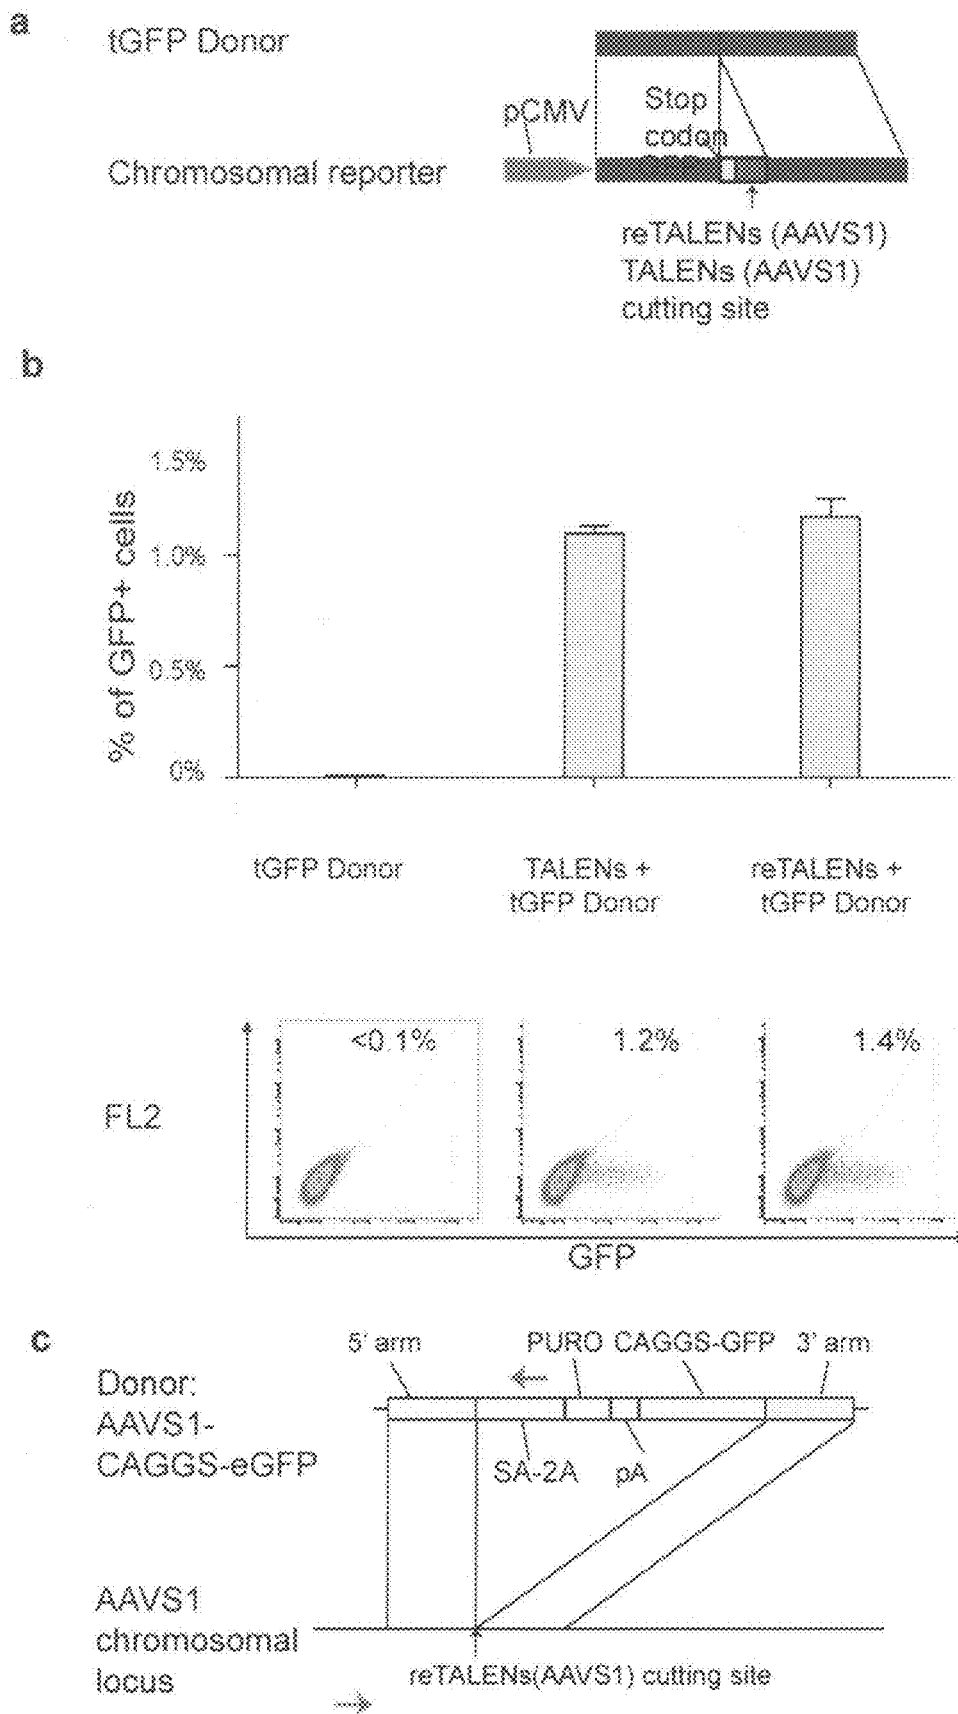 a
tGFP Donor
pCMV
Stop
codon
Chromosomal reporter
reTALENs (AAVS1)
TALENs (AAVS1)
cutting site
b
% of GFP+ cells
1.5%
1.0%
0.5%
0%
tGFP Donor
TALENs +
tGFP Donor
reTALENs +
tGFP Donor
<0.1%
1.2%
1.4%
FL2
GFP
c
5' arm
PURO
CAGGS-GFP
3' arm
Donor:
AAVS1-
CAGGS-eGFP
SA-2A
pA
AAVS1
chromosomal
locus
reTALENs(AAVS1) cutting site